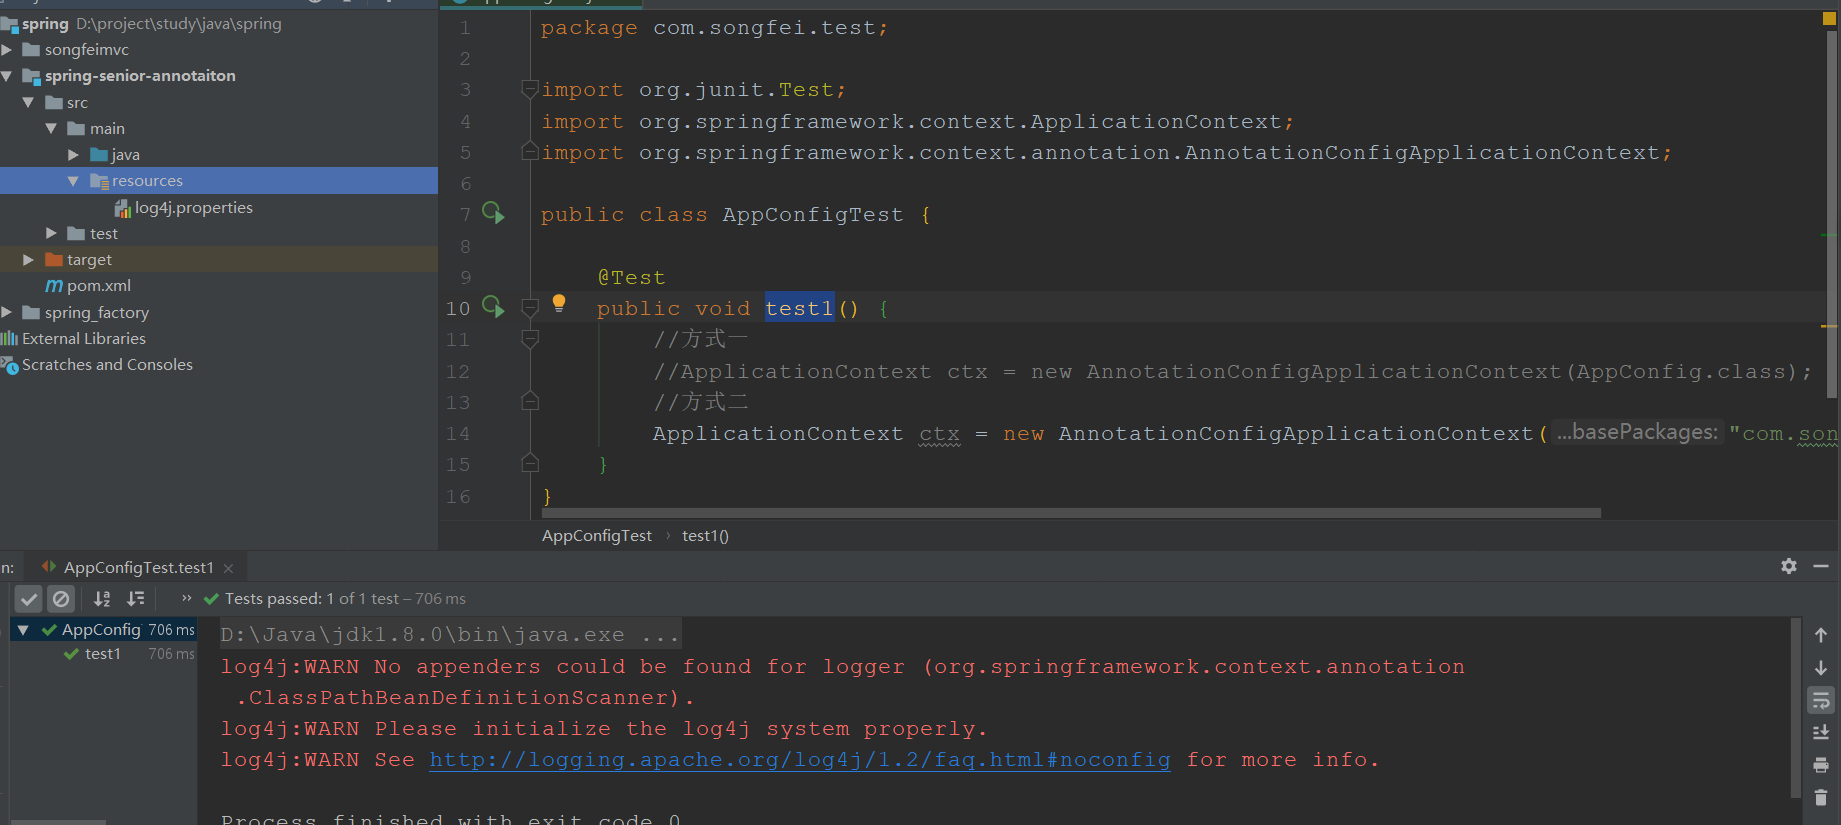 spring D:\project\study\java\spring
songfeimvc
spring-senior-annotaiton
src
main
java
resources
log4j.properties
test
target
pom.xml
spring_factory
External Libraries
Scratches and Consoles
1 package com.songfei.test;
2
3 import org.junit.Test;
4 import org.springframework.context.ApplicationContext;
5 import org.springframework.context.annotation.AnnotationConfigApplicationContext;
6
7 public class AppConfigTest {
8
9 @Test
10 public void test1() {
11 //方式一
12 //ApplicationContext ctx = new AnnotationConfigApplicationContext(AppConfig.class);
13 //方式二
14 ApplicationContext ctx = new AnnotationConfigApplicationContext( ...basePackages: "com.son
15 }
16 }
AppConfigTest › test1()
n: AppConfigTest.test1 ×
» Tests passed: 1 of 1 test – 706 ms
AppConfig 706 ms
test1 706 ms
D:\Java\jdk1.8.0\bin\java.exe ...
log4j:WARN No appenders could be found for logger (org.springframework.context.annotation
.ClassPathBeanDefinitionScanner).
log4j:WARN Please initialize the log4j system properly.
log4j:WARN See http://logging.apache.org/log4j/1.2/faq.html#noconfig for more info.
Process finished with exit code 0